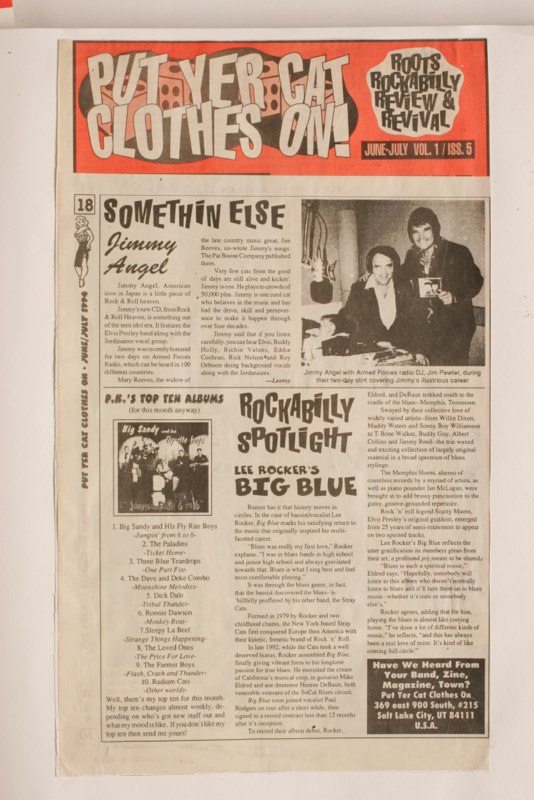 PUT YER CAT
CLOTHES ON!
ROOTS
ROCKABILLY
REVIEW &
REVIVAL
JUNE-JULY VOL. 1 / ISS. 5
18
PUT YER CAT CLOTHES ON • JUNE/JULY 1994
SOMETHIN ELSE
Jimmy
Angel
Jimmy Angel, American
icon in Japan is a little piece of
Rock & Roll heaven.
Jimmy's new CD, from Rock
& Roll Heaven, is something out
of the teen idol era. It features the
Elvis Presley band along with the
Jordanaires vocal group.
Jimmy was recently featured
for two days on Armed Forces
Radio, which can be heard in 100
different countries.
Mary Reeves, the widow of
the late country music great, Jim
Reeves, co-wrote Jimmy's songs.
The Pat Boone Company published
them.
Very few cats from the good
ol' days are still alive and kickin'.
Jimmy is one. He plays to crowds of
50,000 plus. Jimmy is one cool cat
who believes in the music and has
had the drive, skill and perseverance
to make it happen through
over four decades.
Jimmy said that if you listen
carefully, you can hear Elvis, Buddy
Holly, Richie Valens, Eddie
Cochran, Rick Nelson and Roy
Orbison doing background vocals
along with the Jordanaires.
—Laurey
Jimmy Angel with Armed Forces radio DJ, Jim Pewter, during
their two-day stint covering Jimmy's illustrious career
P.K.'S TOP TEN ALBUMS
(for this month anyway)
Big Sandy and his
Fly-Rite Boys
Jumping from 6 to 6
1. Big Sandy and His Fly Rite Boys
-Jumpin' from 6 to 6-
2. The Paladins
-Ticket Home-
3. Three Blue Teardrops
-One Part Fist-
4. The Dave and Deke Combo
-Moonshine Melodies-
5. Dick Dale
-Tribal Thunder-
6. Ronnie Dawson
-Monkey Beat-
7.Sleepy La Beef
-Strange Things Happening-
8. The Loved Ones
-The Price For Love-
9. The Farmer Boys
-Flash, Crash and Thunder-
10. Radium Cats
-Other worlds-
Well, there's my top ten for this month.
My top ten changes almost weekly, depending
on who's got new stuff out and
what my mood is like. If you don't like my
top ten then send me yours!
ROCKABILLY
SPOTLIGHT
LEE ROCKER'S
BIG BLUE
Rumor has it that history moves in
circles. In the case of bassist/vocalist Lee
Rocker, Big Blue marks his satisfying return to
the music that originally inspired his multi-
faceted career.
"Blues was really my first love," Rocker
explains. "I was in blues bands in high school
and junior high school and always gravitated
towards that. Blues is what I sing best and feel
most comfortable playing."
It was through the blues genre, in fact,
that the bassist discovered the blues-'n-
'hillbilly proffered by his other band, the Stray
Cats.
Formed in 1979 by Rocker and two
childhood chums, the New York-based Stray
Cats first conquered Europe then America with
their kinetic, frenetic brand of Rock 'n' Roll.
In late 1992, while the Cats took a well
deserved hiatus, Rocker assembled Big Blue,
finally giving vibrant form to his longtime
passion for true blues. He recruited the cream
of California's musical crop, in guitarist Mike
Eldred and ace drummer Henree DeBaun, both
venerable veterans of the SoCal Blues circuit.
Big Blue soon joined vocalist Paul
Rodgers on tour after a short while, then
signed to a record contract less than 12 months
after it's inception.
To record their album debut, Rocker,
Eldred, and DeBaun trekked south to the
cradle of the blues–Memphis, Tennessee.
Swayed by their collective love of
widely varied artists–from Willie Dixon,
Muddy Waters and Sonny Boy Williamson
to T-Bone Walker, Buddy Guy, Albert
Collins and Jimmy Reed–the trio waxed
and exciting collection of largely original
material in a broad spectrum of blues
stylings.
The Memphis Horns, alumni of
countless records by a myriad of artists, as
well as piano pounder Ian McLagan, were
brought in to add brassy punctuation to the
gutsy, groove-grounded repertoire.
Rock 'n' roll legend Scotty Moore,
Elvis Presley's original guitarist, emerged
from 25 years of semi-retirement to appear
on two spirited tracks.
Lee Rocker's Big Blue reflects the
utter gratification its members glean from
their art, a profound joy meant to be shared.
"Blues is such a spiritual music,"
Eldred says. "Hopefully, somebody will
listen to this album who doesn't normally
listen to blues and it'll turn them on to blues
music–whether it's ours or somebody
else's."
Rocker agrees, adding that for him,
playing the blues is almost like coming
home. "I've done a lot of different kinds of
music," he reflects, "and this has always
been a real love of mine. It's kind of like
coming full circle."
Have We Heard From
Your Band, Zine,
Magazine, Town?
Put Yer Cat Clothes On
369 east 900 South, #215
Salt Lake City, UT 84111
U.S.A.